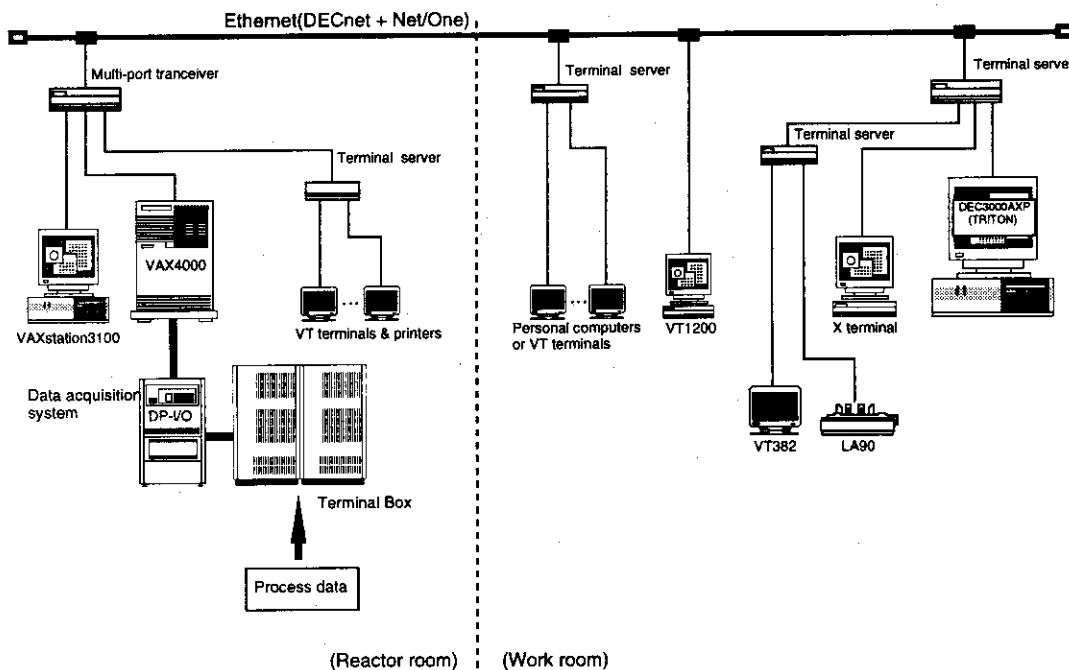 Ethernet(DECnet + Net/One)
Multi-port tranceiver
Terminal server
VAXstation3100
VAX4000
VT terminals & printers
Data acquisition
system
DP-I/O
Terminal Box
Process data
(Reactor room)
Terminal server
Personal computers
or VT terminals
VT1200
Terminal server
Terminal server
DEC3000AXP
(TRITON)
X terminal
VT382
LA90
(Work room)